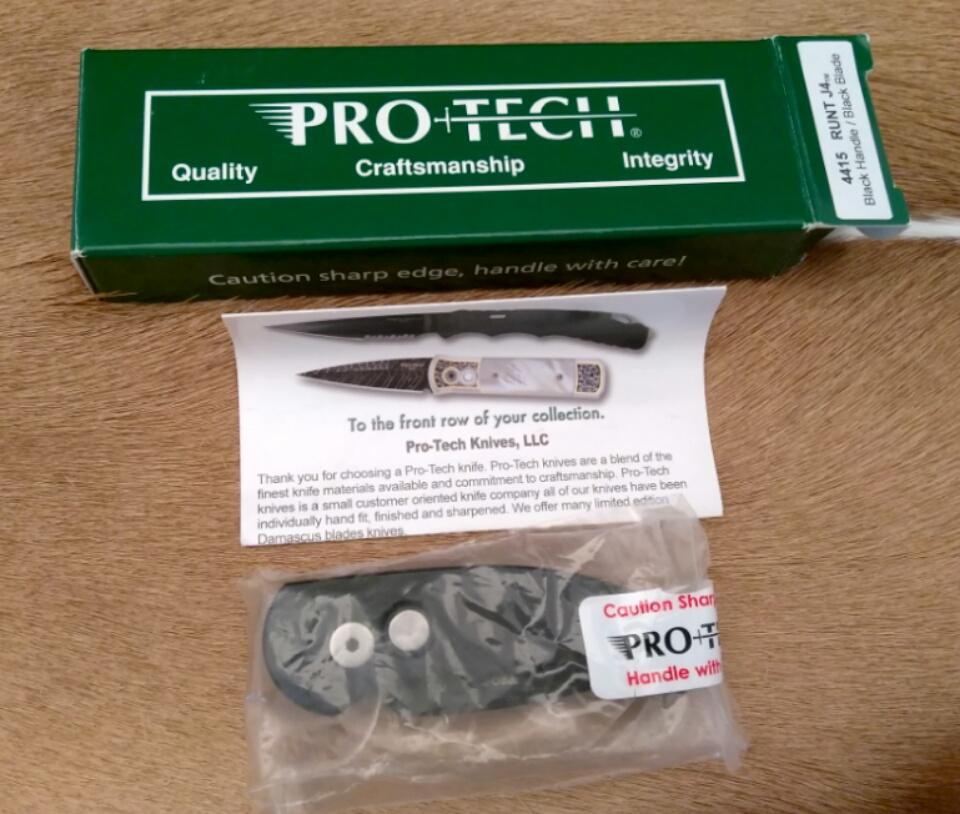 PRO-TECH®
Quality Craftsmanship Integrity
4415 RUNT J4™
Black Handle / Black Blade
Caution sharp edge, handle with care!
To the front row of your collection.
Pro-Tech Knives, LLC
Thank you for choosing a Pro-Tech knife. Pro-Tech knives are a blend of the
finest knife materials available and commitment to craftsmanship. Pro-Tech
knives is a small customer oriented knife company all of our knives have been
individually hand fit, finished and sharpened. We offer many limited edition
Damascus blades knives.
Caution Shar
PRO-T
Handle with